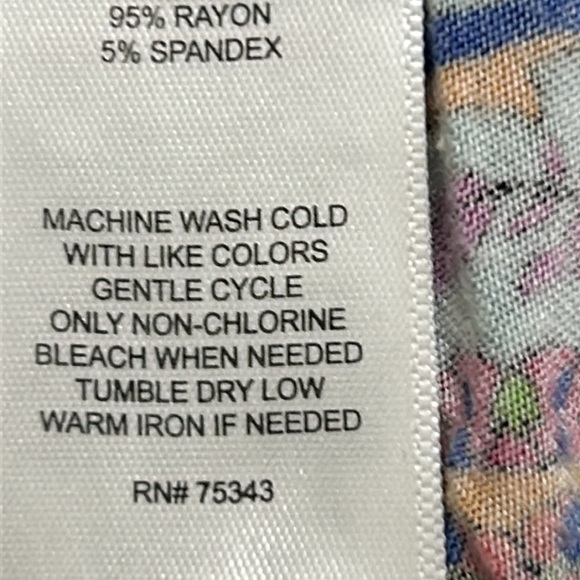 95% RAYON
5% SPANDEX
MACHINE WASH COLD
WITH LIKE COLORS
GENTLE CYCLE
ONLY NON-CHLORINE
BLEACH WHEN NEEDED
TUMBLE DRY LOW
WARM IRON IF NEEDED
RN# 75343